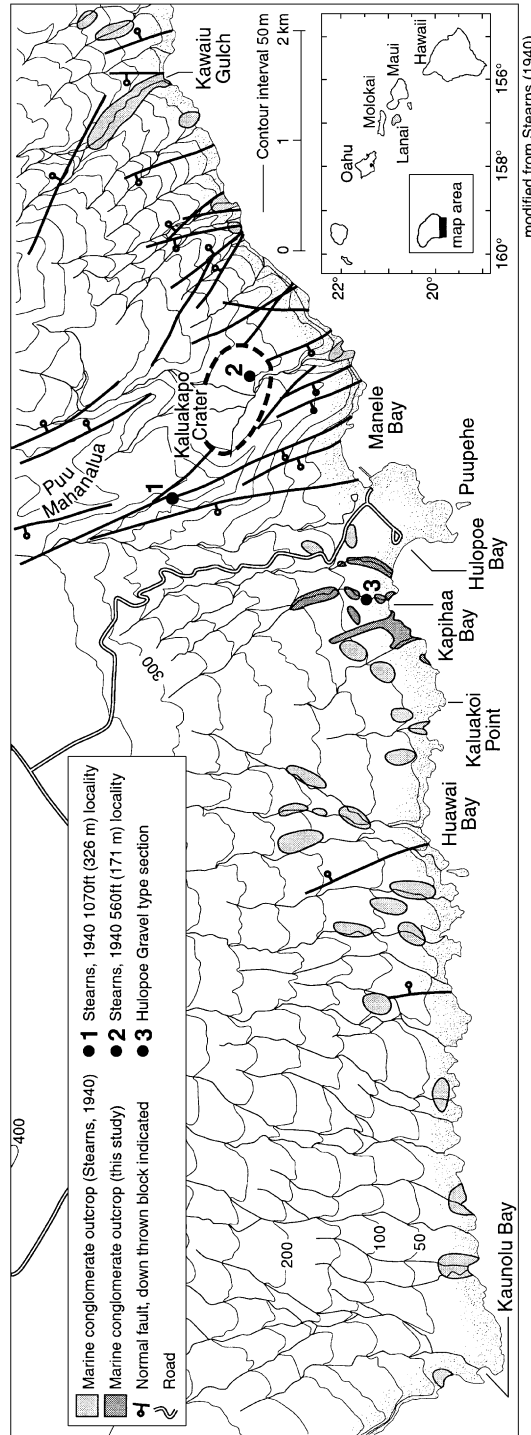 Marine conglomerate outcrop (Stearns, 1940)
Marine conglomerate outcrop (this study)
Normal fault, down thrown block indicated
Road
1 Stearns, 1940 1070ft (326 m) locality
2 Stearns, 1940 560ft (171 m) locality
3 Hulopoe Gravel type section
400
300
200
100
50
Kaunolu Bay
Huawai
Bay
Kaluakoi
Point
Kapihaa
Bay
Hulopoe
Bay
Puupehe
Manele
Bay
Puu
Mahanalua
Kaluakapo
Crater
1
2
3
Kawaiu
Gulch
0 1 2 km
Contour interval 50 m
22°
20°
160° 158° 156°
Oahu
Molokai
Lanai
Maui
Hawaii
map area
modified from Stearns (1940)